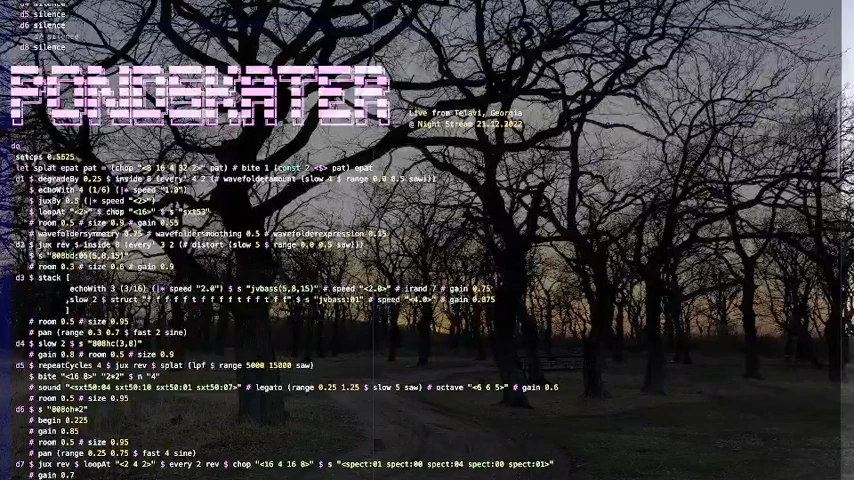 d5 silence
d6 silence
d7 silence
d8 silence
PONDSKATER
Live from Telavi, Georgia
@ Night Stream 21.12.2022
do
setcps 0.5525
let splat epat pat = (chop "<8 16 4 32 2>" pat) # bite 1 (const 2 <$> pat) epat
d1 $ degradeBy 0.25 $ inside 8 (every' 4 2 (# wavefolderamount (slow 4 $ range 0.0 0.5 saw)))
$ echoWith 4 (1/6) (|* speed "1.0")
$ juxBy 0.5 (|* speed "<2>")
$ loopAt "<2>" $ chop "<16>" $ s "sxt53"
# room 0.5 # size 0.9 # gain 0.55
# wavefoldersymmetry 0.75 # wavefoldersmoothing 0.5 # wavefolderexpression 0.15
d2 $ jux rev $ inside 8 (every' 3 2 (# distort (slow 5 $ range 0.0 0.5 saw)))
$ s "808bd:05(5,8,15)"
# room 0.3 # size 0.6 # gain 0.9
d3 $ stack [
echoWith 3 (3/16) (|* speed "2.0") $ s "jvbass(5,8,15)" # speed "<2.0>" # irand 7 # gain 0.75
,slow 2 $ struct "t f f f f t f f f t t f f t f" $ s "jvbass:01" # speed "<4.0>" # gain 0.875
]
# room 0.5 # size 0.95
# pan (range 0.3 0.7 $ fast 2 sine)
d4 $ slow 2 $ s "808hc(3,8)"
# gain 0.8 # room 0.5 # size 0.9
d5 $ repeatCycles 4 $ jux rev $ splat (lpf $ range 5000 15000 saw)
$ bite "<16 8>" "2*2" $ n "4"
# sound "<sxt50:04 sxt50:10 sxt50:01 sxt50:07>" # legato (range 0.25 1.25 $ slow 5 saw) # octave "<6 6 5>" # gain 0.6
# room 0.5 # size 0.95
d6 $ s "808oh*2"
# begin 0.225
# gain 0.85
# room 0.5 # size 0.95
# pan (range 0.25 0.75 $ fast 4 sine)
d7 $ jux rev $ loopAt "<2 4 2>" $ every 2 rev $ chop "<16 4 16 8>" $ s "<spect:01 spect:00 spect:04 spect:00 spect:01>"
# gain 0.7